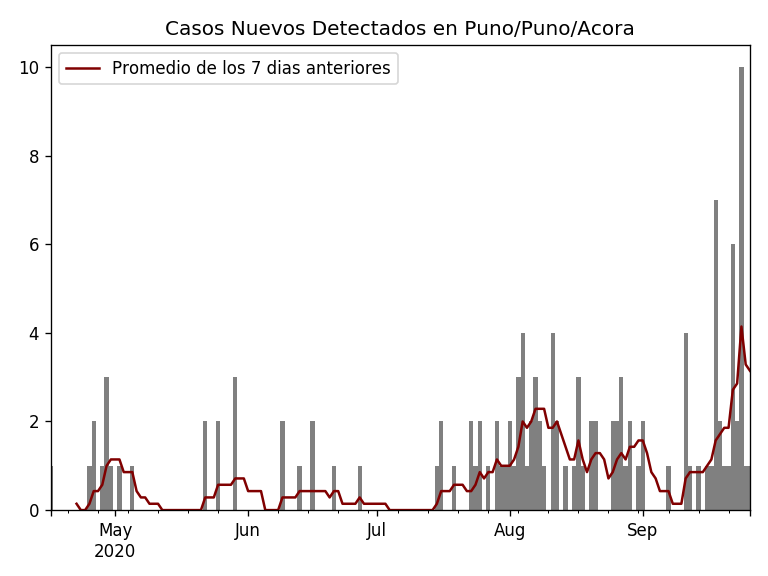 Casos Nuevos Detectados en Puno/Puno/Acora
Promedio de los 7 dias anteriores
10
8
6
4
2
0
May Jun Jul Aug Sep
2020